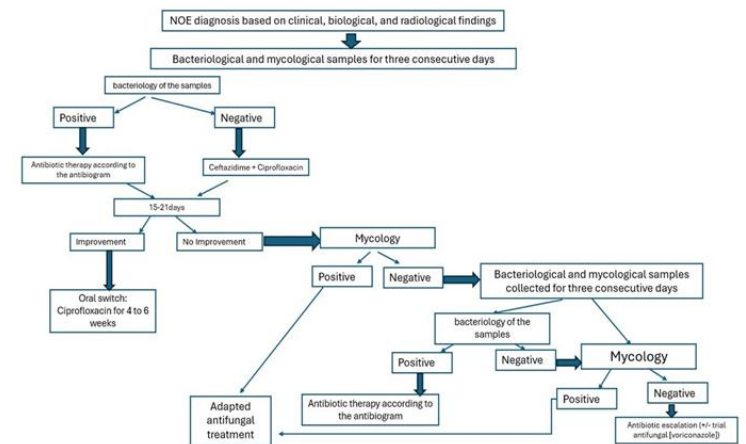 NOE diagnosis based on clinical, biological, and radiological findings
Bacteriological and mycological samples for three consecutive days
bacteriology of the samples
Positive
Negative
Antibiotic therapy according to
the antibiogram
Ceftazidime + Ciprofloxacin
15-21days
Improvement
No Improvement
Mycology
Oral switch:
Ciprofloxacin for 4 to 6
weeks
Positive
Negative
Bacteriological and mycological samples
collected for three consecutive days
bacteriology of the
samples
Positive
Negative
Mycology
Antibiotic therapy according to
the antibiogram
Positive
Negative
Adapted
antifungal
treatment
Antibiotic escalation (+/- trial
antifungal [voriconazole])